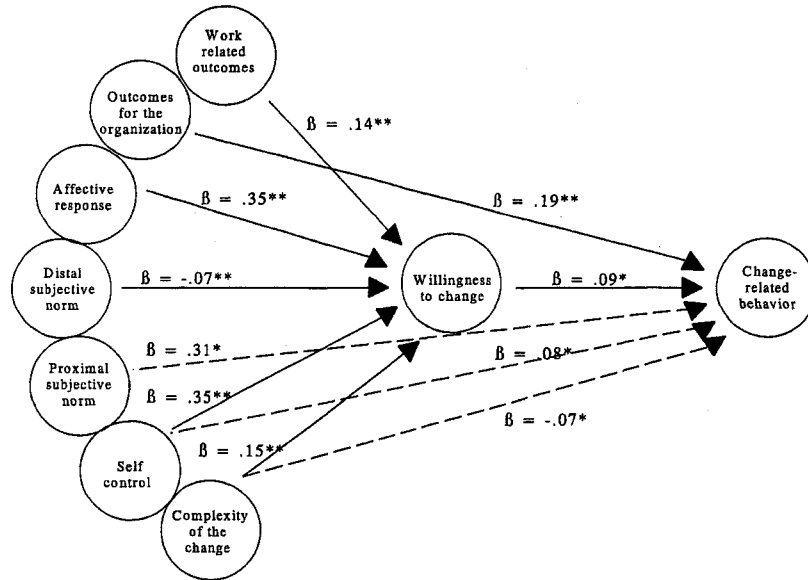 Work
related
outcomes
Outcomes
for the
organization
ß = .14**
Affective
response
ß = .35**
ß = .19**
Distal
subjective
norm
ß = -.07**
Willingness
to change
ß = .09*
Change-
related
behavior
Proximal
subjective
norm
ß = .31*
ß = .08*
ß = .35**
ß = -.07*
Self
control
ß = .15**
Complexity
of the
change